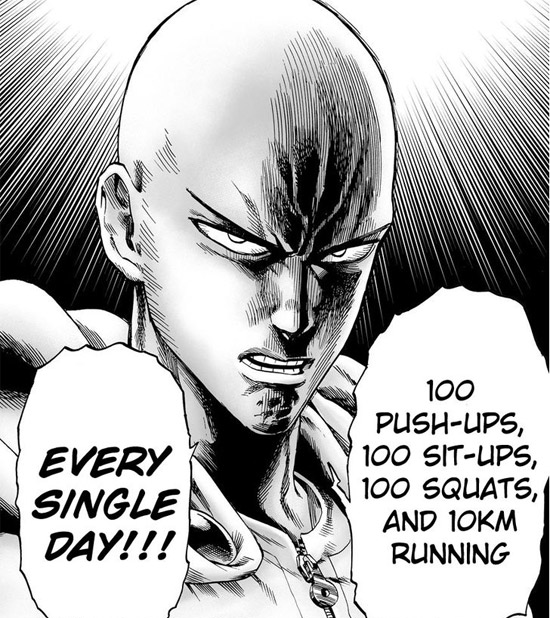 100
PUSH-UPS,
100 SIT-UPS,
100 SQUATS,
AND 10KM
RUNNING
EVERY
SINGLE
DAY!!!